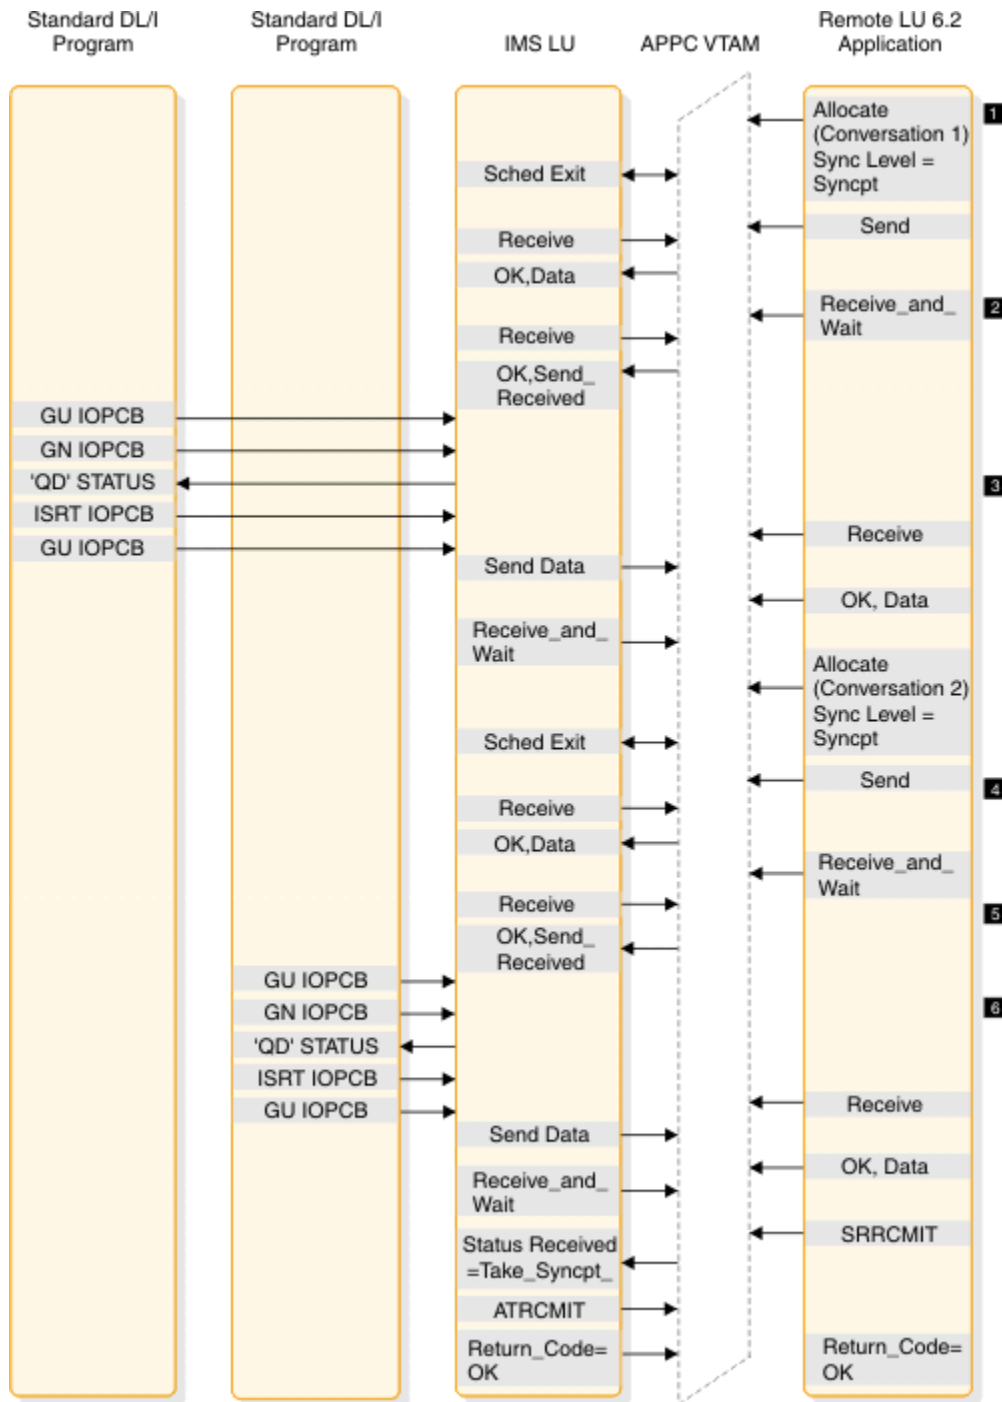 Standard DL/I
Program
Standard DL/I
Program
IMS LU
APPC VTAM
Remote LU 6.2
Application
Allocate
(Conversation 1)
Sync Level =
Syncpt
1
Sched Exit
Send
Receive
OK,Data
Receive_and_
Wait
2
Receive
OK,Send_
Received
GU IOPCB
GN IOPCB
'QD' STATUS
3
ISRT IOPCB
GU IOPCB
Receive
Send Data
OK, Data
Receive_and_
Wait
Allocate
(Conversation 2)
Sync Level =
Syncpt
Sched Exit
Send
4
Receive
OK,Data
Receive_and_
Wait
Receive
5
OK,Send_
Received
GU IOPCB
GN IOPCB
6
'QD' STATUS
ISRT IOPCB
GU IOPCB
Receive
Send Data
OK, Data
Receive_and_
Wait
SRRCMIT
Status Received
=Take_Syncpt_
ATRCMIT
Return_Code=
OK
Return_Code=
OK